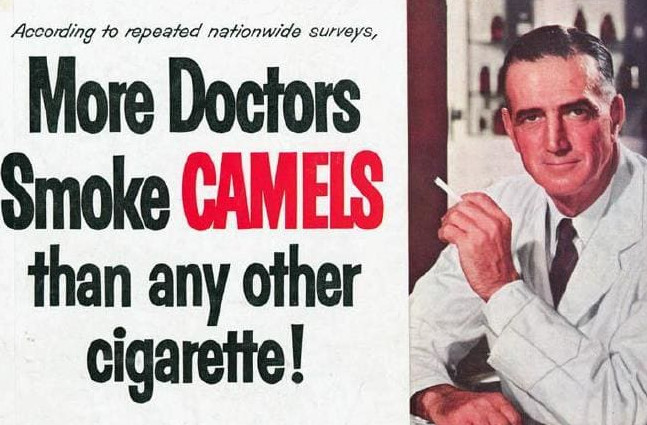 According to repeated nationwide surveys,
More Doctors
Smoke CAMELS
than any other
cigarette!